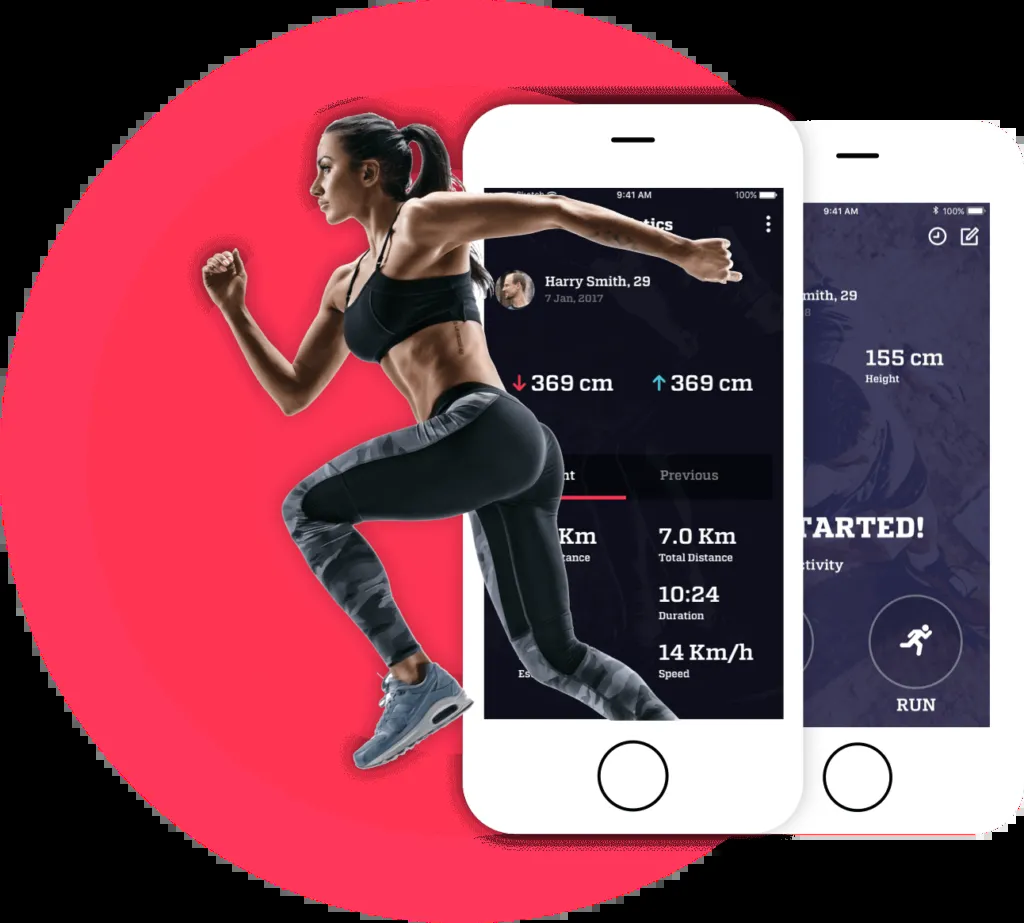 9:41 AM 100%
tics
Harry Smith, 29
7 Jan, 2017
369 cm 369 cm
nt Previous
Km 7.0 Km
tance Total Distance
10:24
Duration
14 Km/h
Es Speed
9:41 AM 100%
mith, 29
8
155 cm
Height
TARTED!
ctivity
RUN